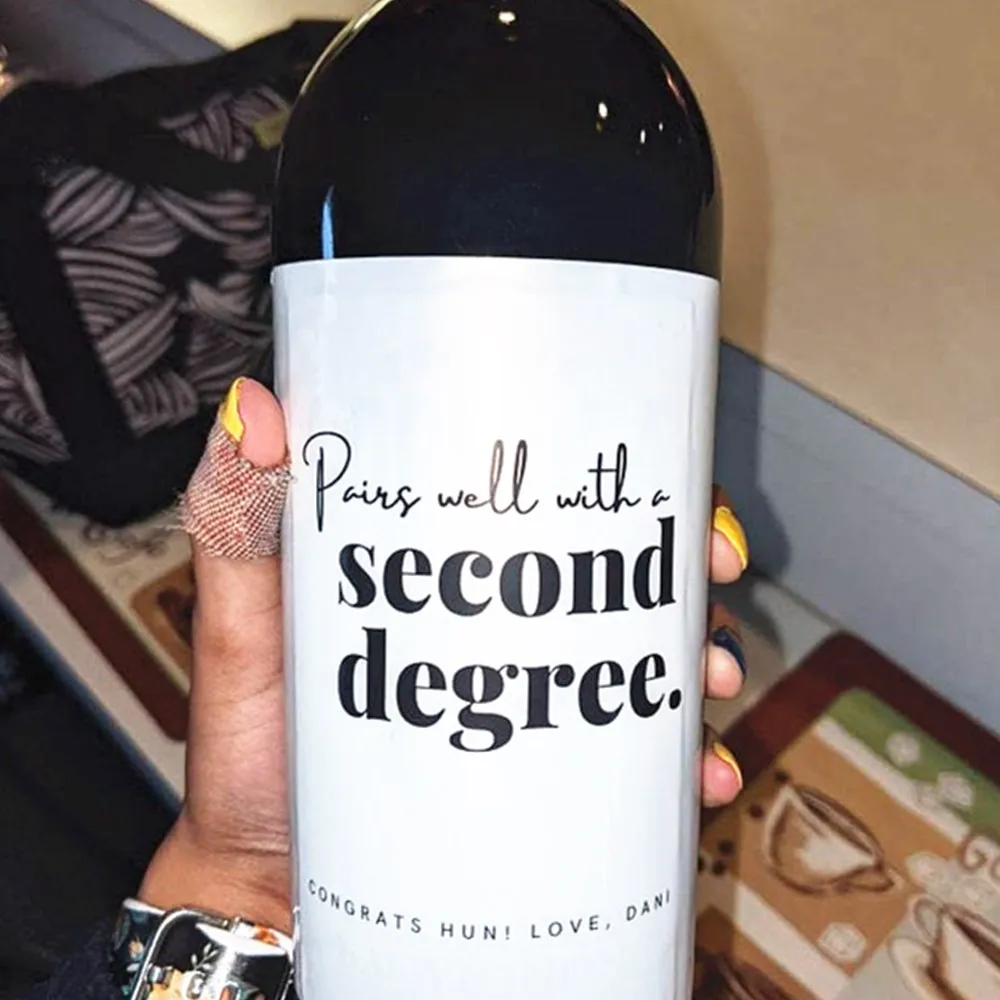 Pairs well with a
second
degree.
CONGRATS HUN! LOVE, DANI